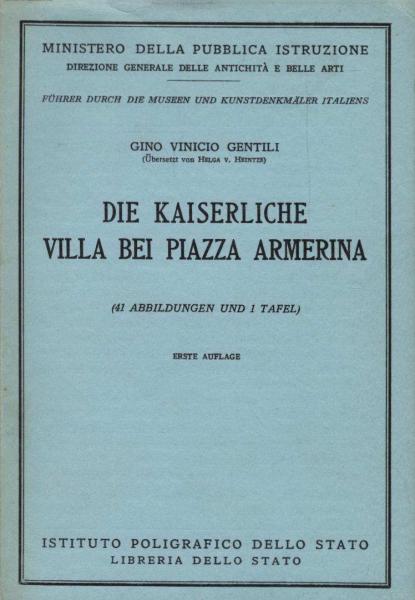 MINISTERO DELLA PUBBLICA ISTRUZIONE
DIREZIONE GENERALE DELLE ANTICHITÀ E BELLE ARTI
FÜHRER DURCH DIE MUSEEN UND KUNSTDENKMÄLER ITALIENS
GINO VINICIO GENTILI
(Übersetzt von HELGA V. HEINTZE)
DIE KAISERLICHE
VILLA BEI PIAZZA ARMERINA
(41 ABBILDUNGEN UND 1 TAFEL)
ERSTE AUFLAGE
ISTITUTO POLIGRAFICO DELLO STATO
LIBRERIA DELLO STATO